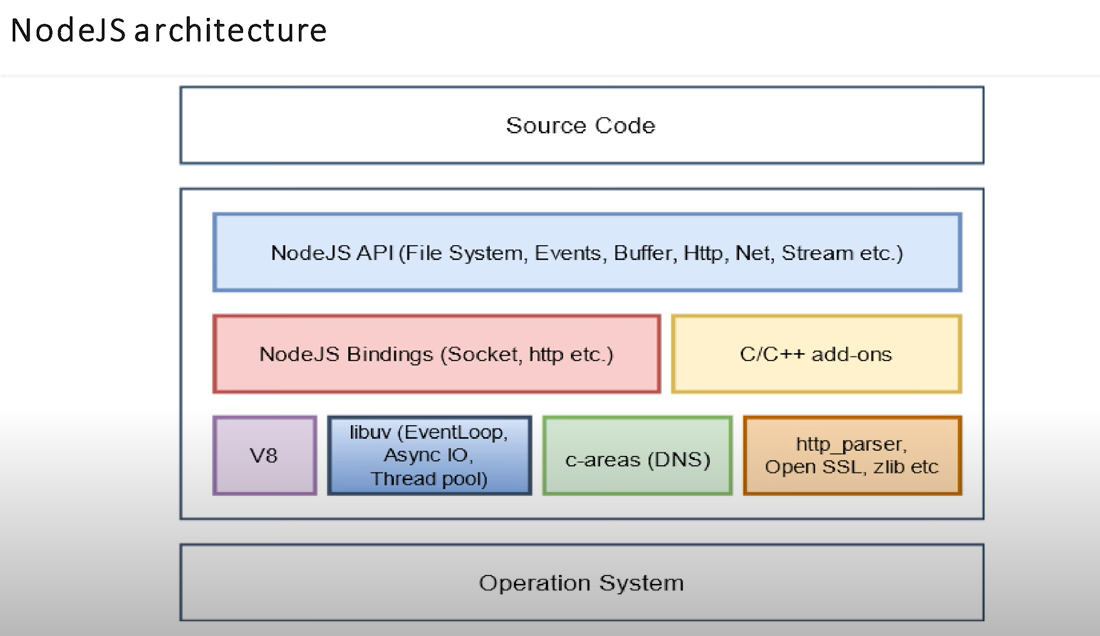 NodeJS architecture
Source Code
NodeJS API (File System, Events, Buffer, Http, Net, Stream etc.)
NodeJS Bindings (Socket, http etc.)
C/C++ add-ons
V8
libuv (EventLoop,
Async IO,
Thread pool)
c-areas (DNS)
http_parser,
Open SSL, zlib etc
Operation System